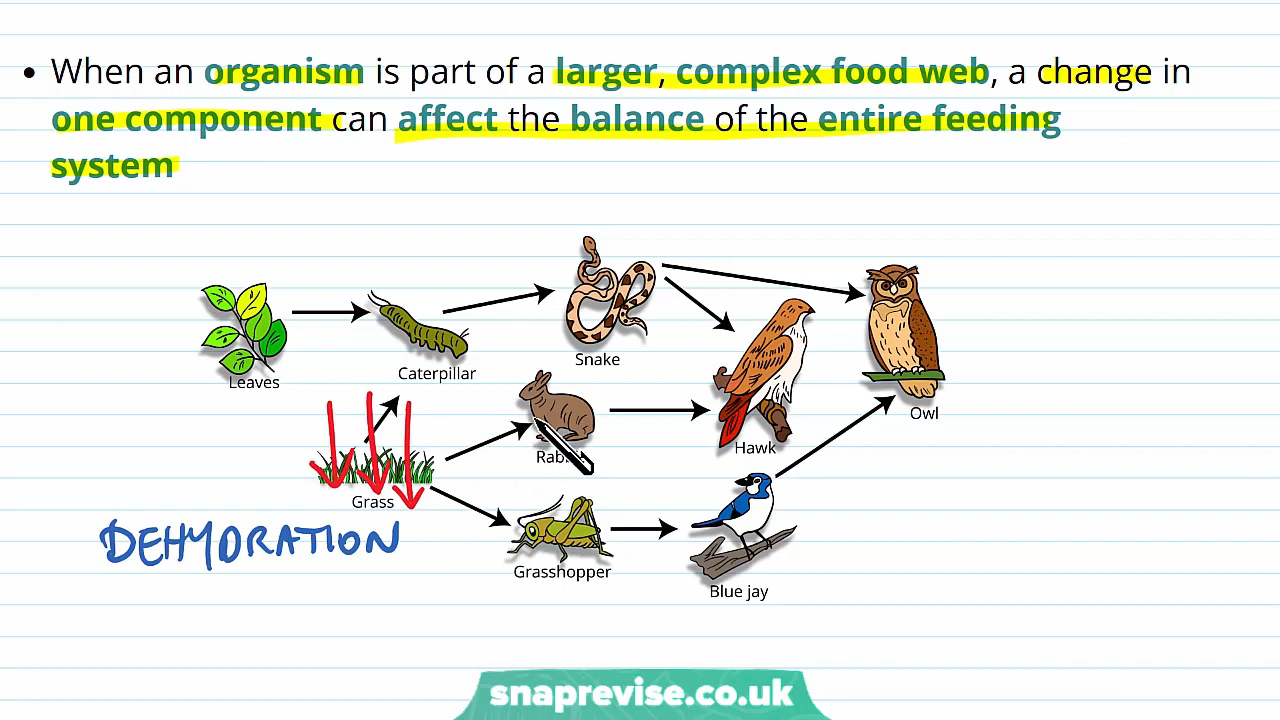 When an organism is part of a larger, complex food web, a change in
one component can affect the balance of the entire feeding
system
Leaves
Caterpillar
Snake
Owl
Grass
Hawk
Grasshopper
Blue jay
DEHYDRATION
snaprevise.co.uk